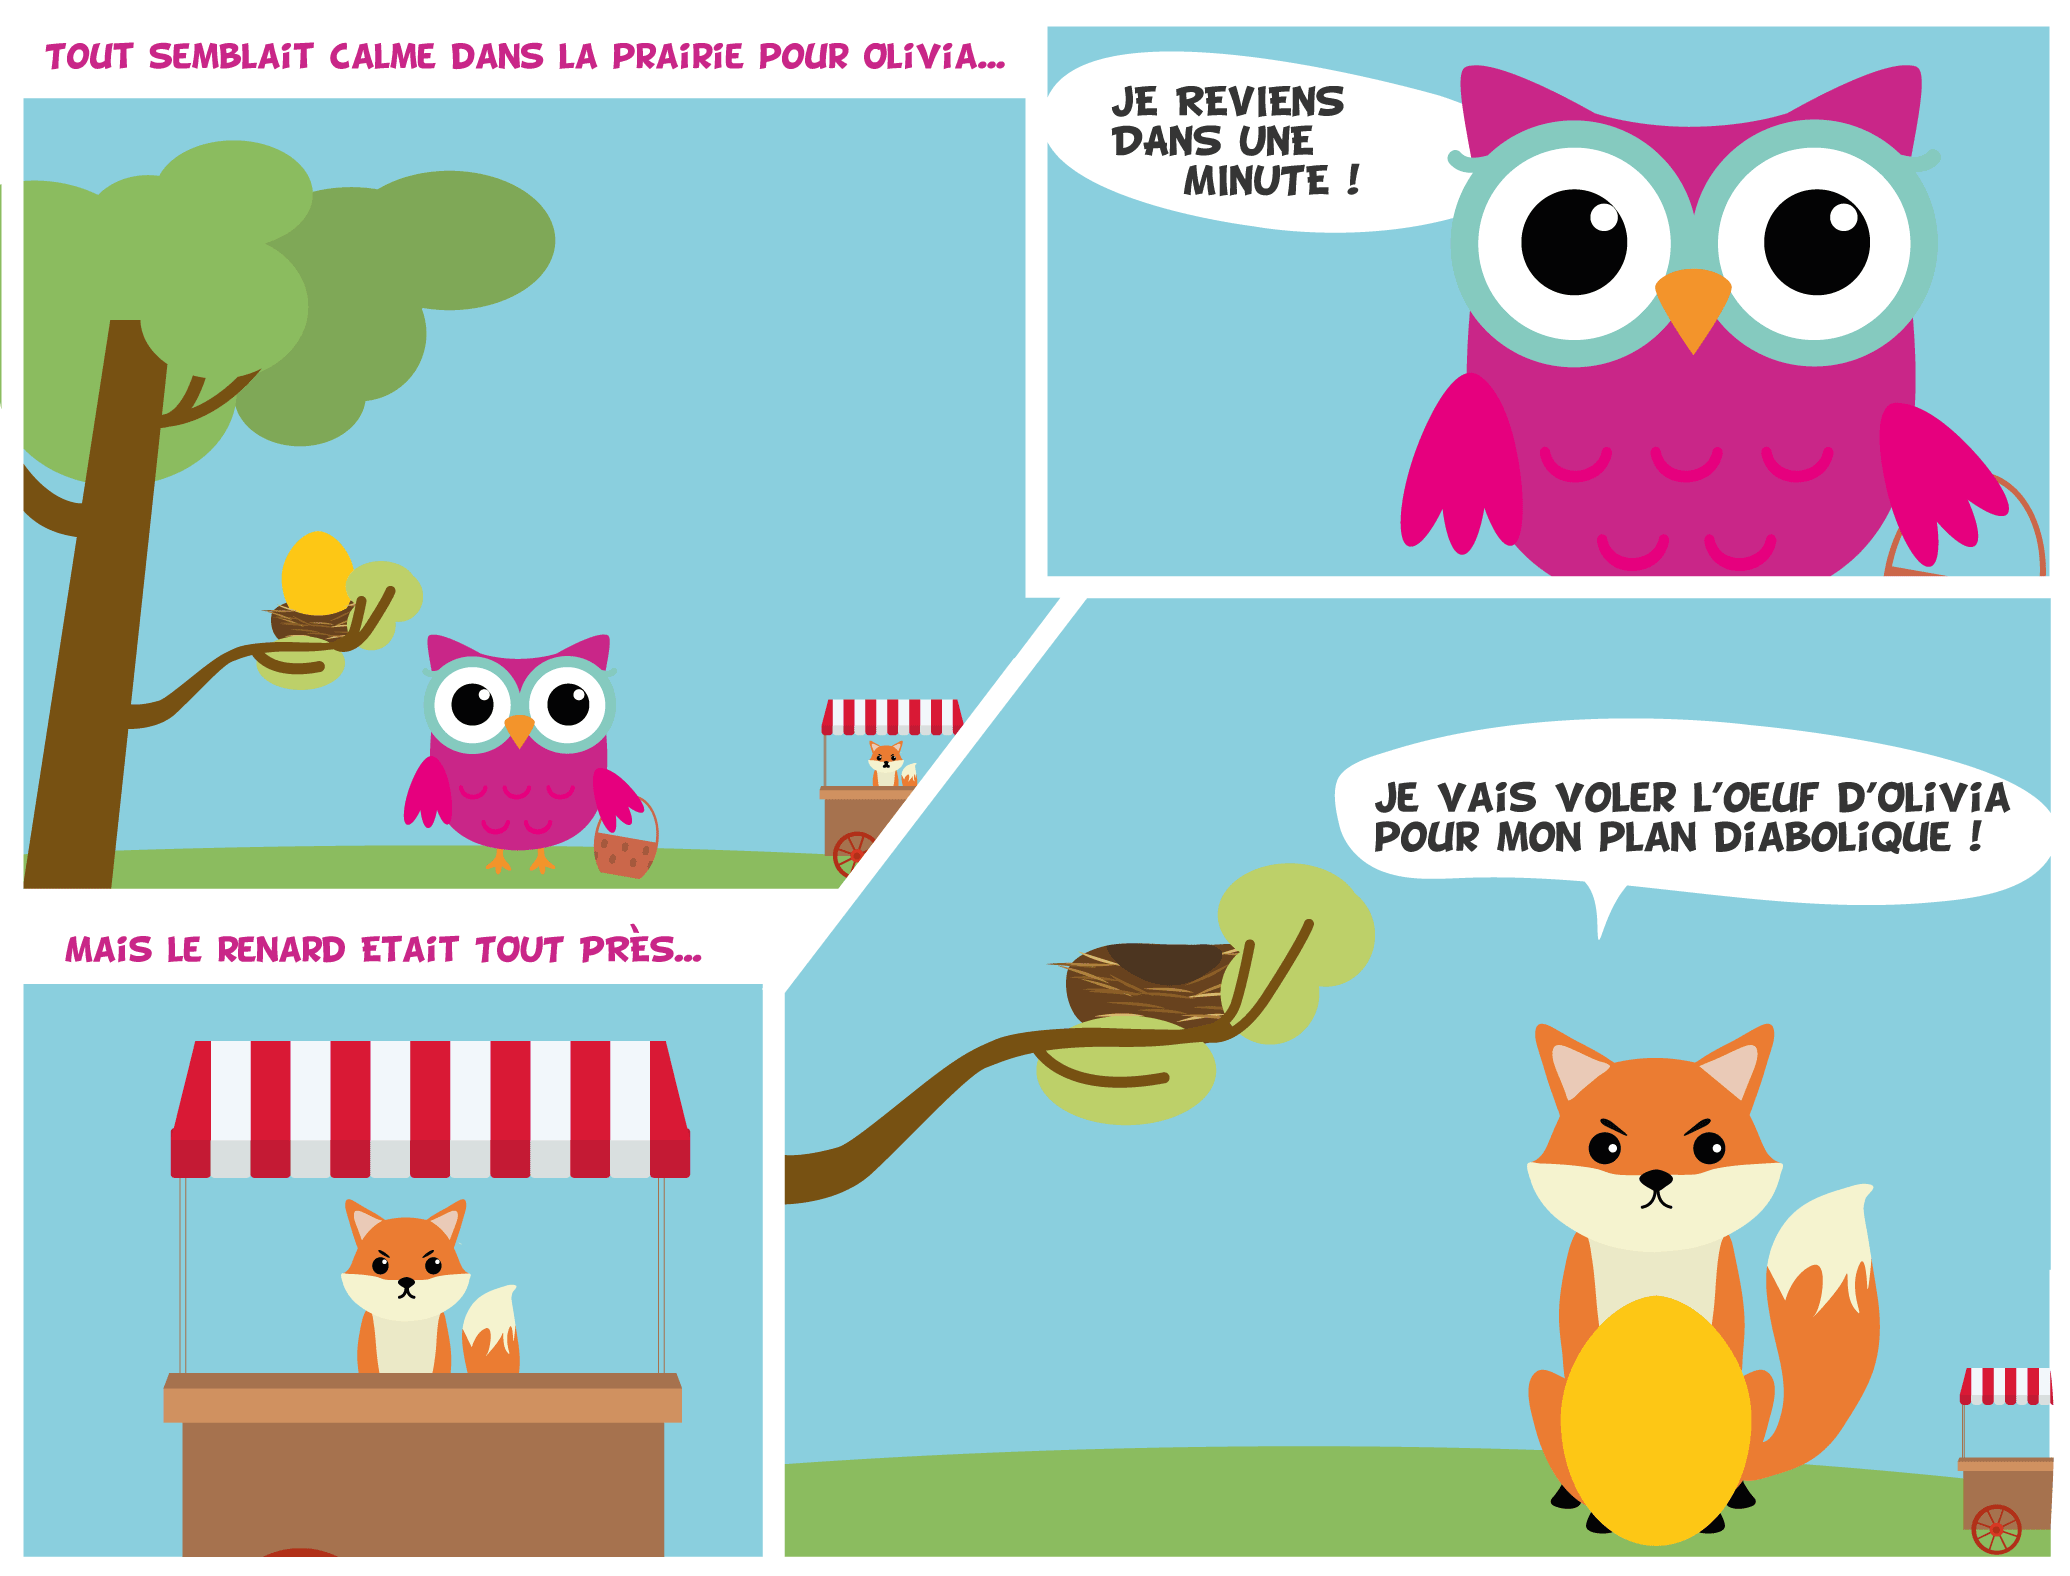 TOUT SEMBLAiT CALME DANS LA PRAiRiE POUR OLiViA...
JE REVIENS
DANS UNE
MINUTE !
MAiS LE RENARD ETAiT TOUT PRÈS...
JE VAiS VOLER L'OEUF D'OLiViA
POUR MON PLAN DiABOLiQUE !